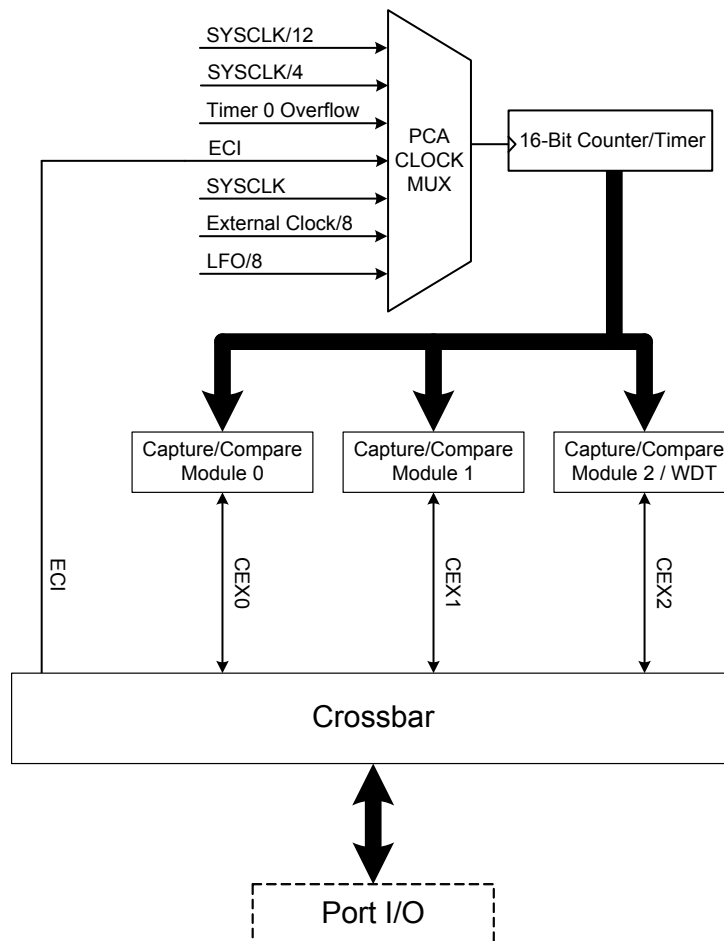 SYSCLK/12
SYSCLK/4
Timer 0 Overflow
ECI
SYSCLK
External Clock/8
LFO/8
PCA
CLOCK
MUX
16-Bit Counter/Timer
Capture/Compare
Module 0
Capture/Compare
Module 1
Capture/Compare
Module 2 / WDT
ECI
CEX0
CEX1
CEX2
Crossbar
Port I/O